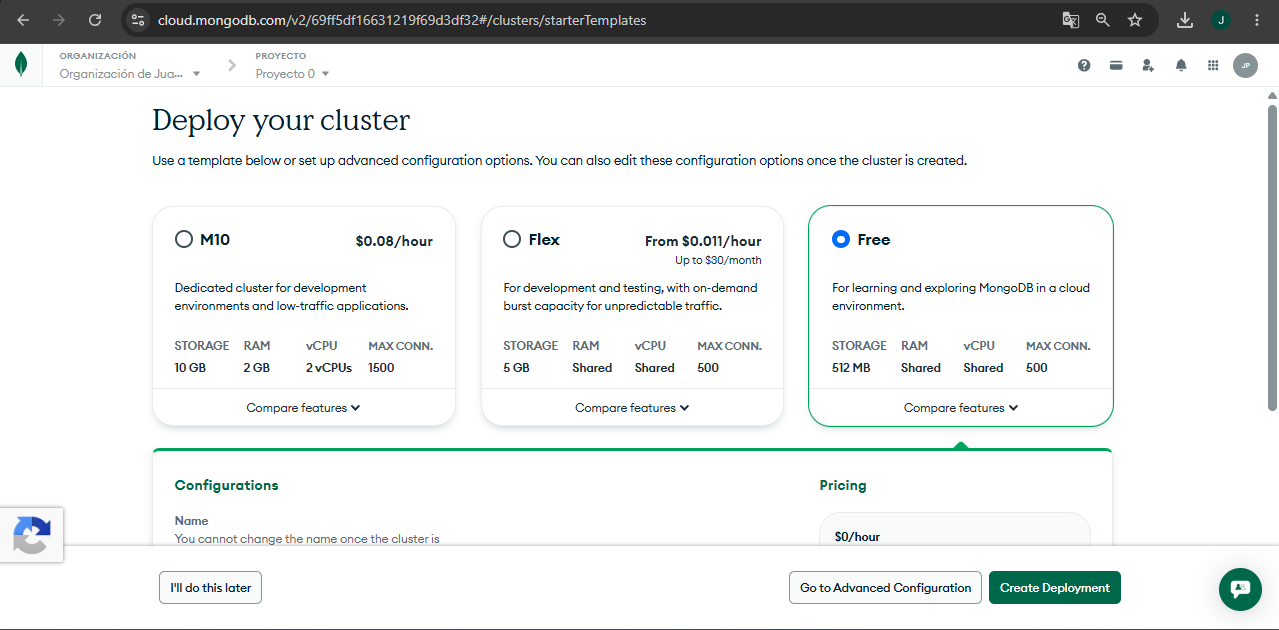 cloud.mongodb.com/v2/69ff5df16631219f69d3df32#/clusters/starterTemplates
J
ORGANIZACIÓN
Organización de Jua...
PROYECTO
Proyecto 0
JP
Deploy your cluster
Use a template below or set up advanced configuration options. You can also edit these configuration options once the cluster is created.
M10
$0.08/hour
Dedicated cluster for development
environments and low-traffic applications.
STORAGE RAM vCPU MAX CONN.
10 GB 2 GB 2 vCPUs 1500
Compare features
Flex
From $0.011/hour
Up to $30/month
For development and testing, with on-demand
burst capacity for unpredictable traffic.
STORAGE RAM vCPU MAX CONN.
5 GB Shared Shared 500
Compare features
Free
For learning and exploring MongoDB in a cloud
environment.
STORAGE RAM vCPU MAX CONN.
512 MB Shared Shared 500
Compare features
Configurations
Name
You cannot change the name once the cluster is
Pricing
$0/hour
I'll do this later
Go to Advanced Configuration
Create Deployment